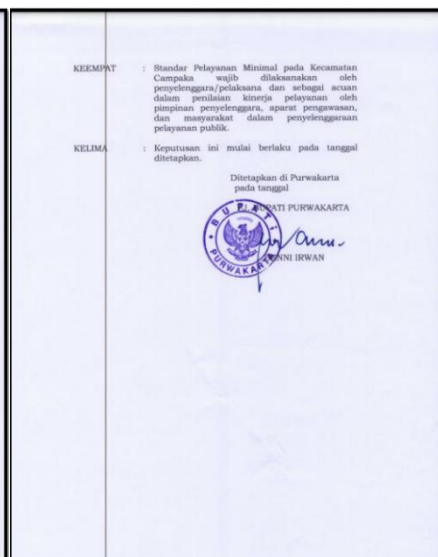 KEEMPAT : Standar Pelayanan Minimal pada Kecamatan
Campaka wajib dilaksanakan oleh
penyelenggara/pelaksana dan sebagai acuan
dalam penilaian kinerja pelayanan oleh
pimpinan penyelenggara, aparat pengawasan,
dan masyarakat dalam penyelenggaraan
pelayanan publik.
KELIMA : Keputusan ini mulai berlaku pada tanggal
ditetapkan.
Ditetapkan di Purwakarta
pada tanggal
BUPATI PURWAKARTA
BUPATI
PURWAKARTA
IRWAN